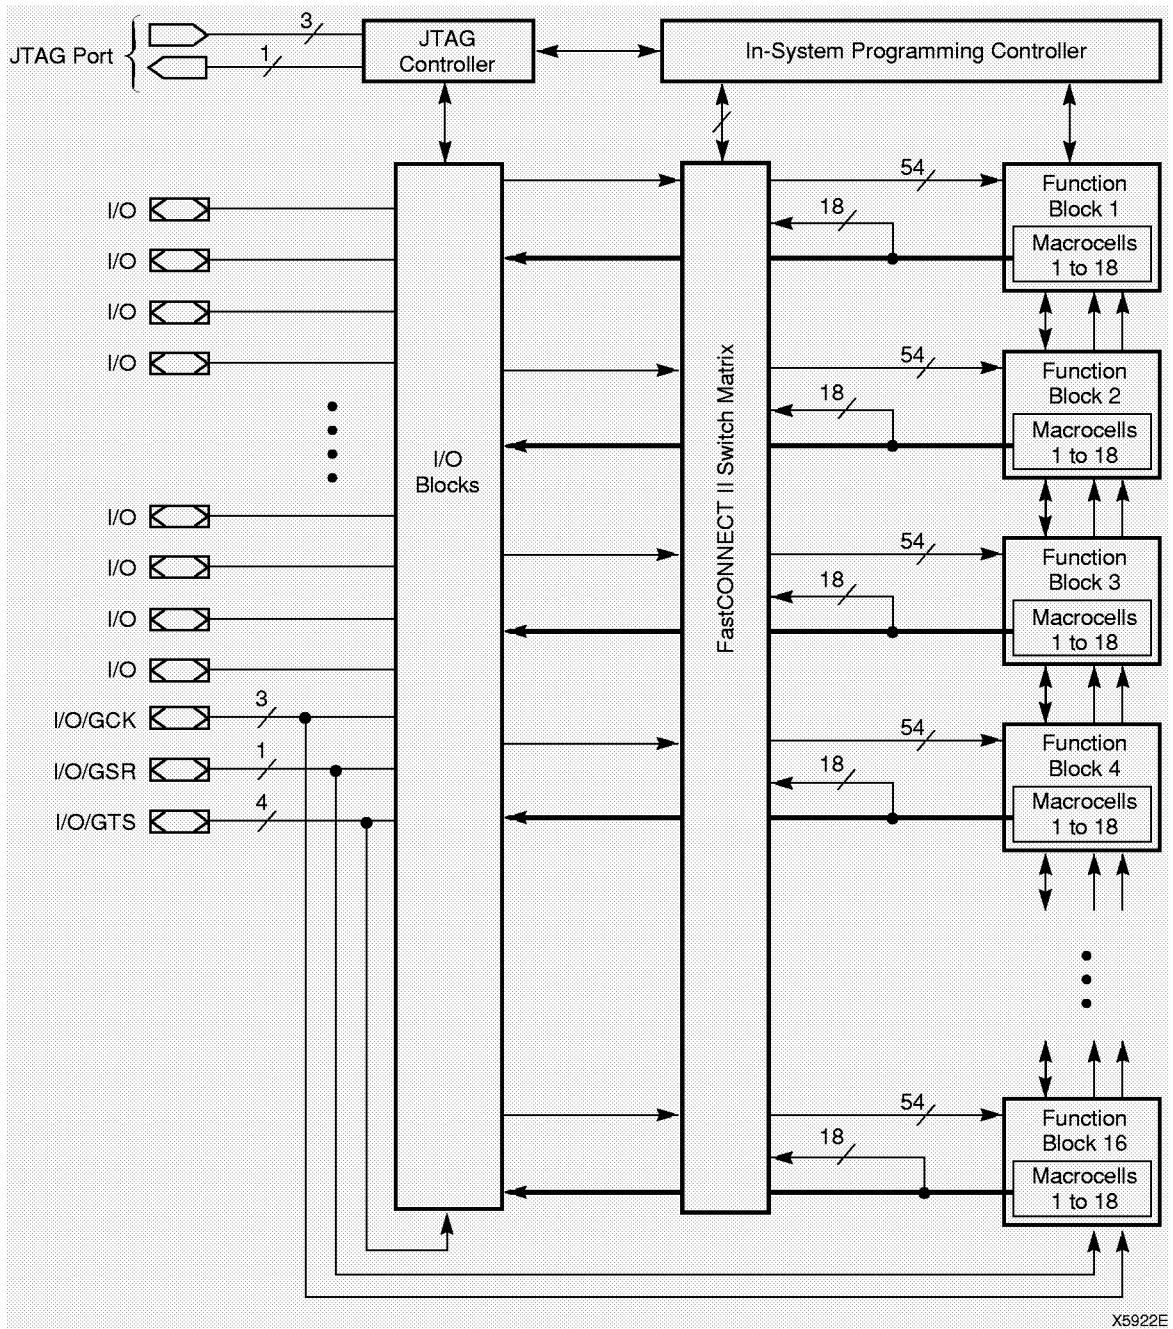 JTAG Port
3
1
JTAG
Controller
In-System Programming Controller
I/O
I/O
I/O
I/O
I/O
I/O
I/O
I/O
I/O/GCK
3
I/O/GSR
1
I/O/GTS
4
I/O
Blocks
FastCONNECT II Switch Matrix
54
18
Function
Block 1
Macrocells
1 to 18
54
18
Function
Block 2
Macrocells
1 to 18
54
18
Function
Block 3
Macrocells
1 to 18
54
18
Function
Block 4
Macrocells
1 to 18
54
18
Function
Block 16
Macrocells
1 to 18
X5922E